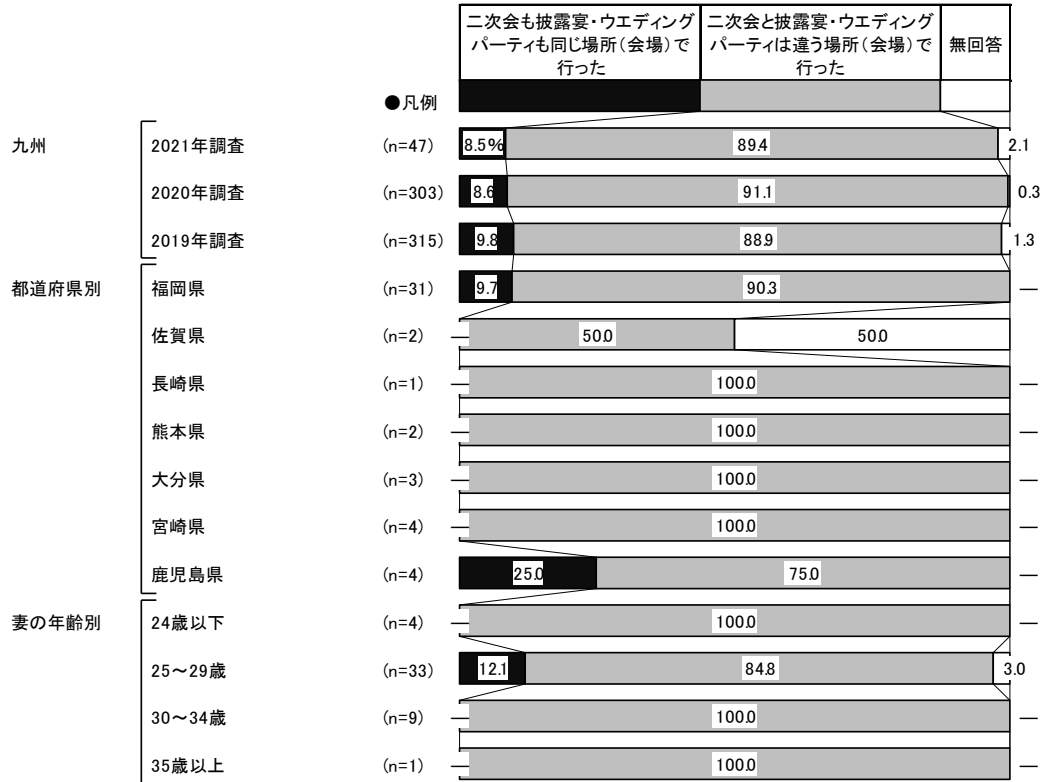 二次会も披露宴・ウエディング
パーティも同じ場所(会場)で
行った
二次会と披露宴・ウエディング
パーティは違う場所(会場)で
行った
無回答
●凡例
九州 2021年調査 (n=47) 8.5% 89.4 2.1
2020年調査 (n=303) 8.6 91.1 0.3
2019年調査 (n=315) 9.8 88.9 1.3
都道府県別 福岡県 (n=31) 9.7 90.3 —
佐賀県 (n=2) — 50.0 50.0
長崎県 (n=1) — 100.0 —
熊本県 (n=2) — 100.0 —
大分県 (n=3) — 100.0 —
宮崎県 (n=4) — 100.0 —
鹿児島県 (n=4) 25.0 75.0 —
妻の年齢別 24歳以下 (n=4) — 100.0 —
25～29歳 (n=33) 12.1 84.8 3.0
30～34歳 (n=9) — 100.0 —
35歳以上 (n=1) — 100.0 —